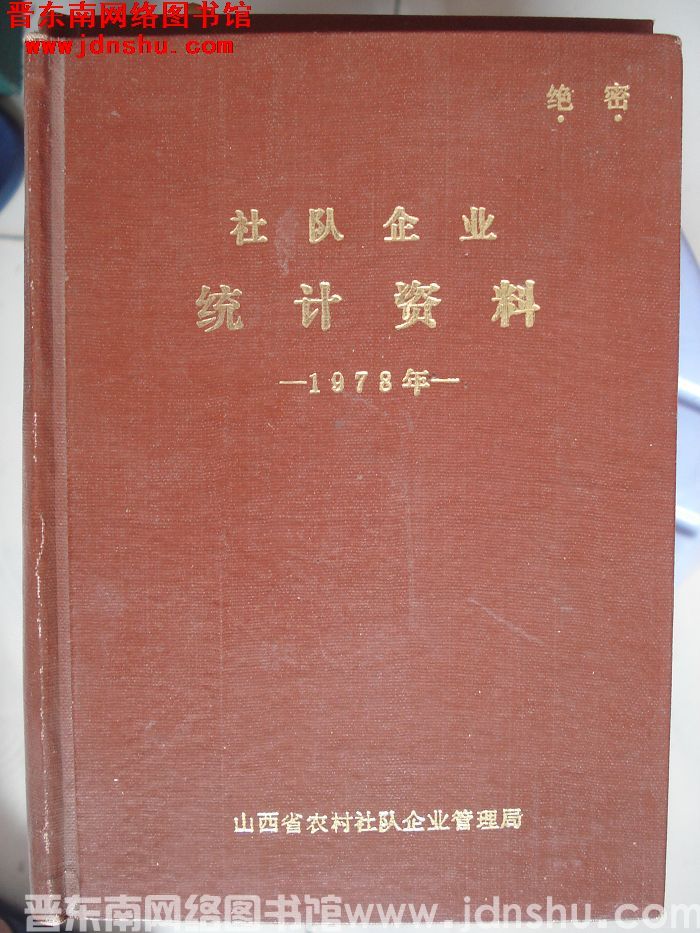 晋东南网络图书馆
www.jdnshu.com
绝密
社队企业
统计资料
—1978年—
山西省农村社队企业管理局
晋东南网络图书馆www.jdnshu.com